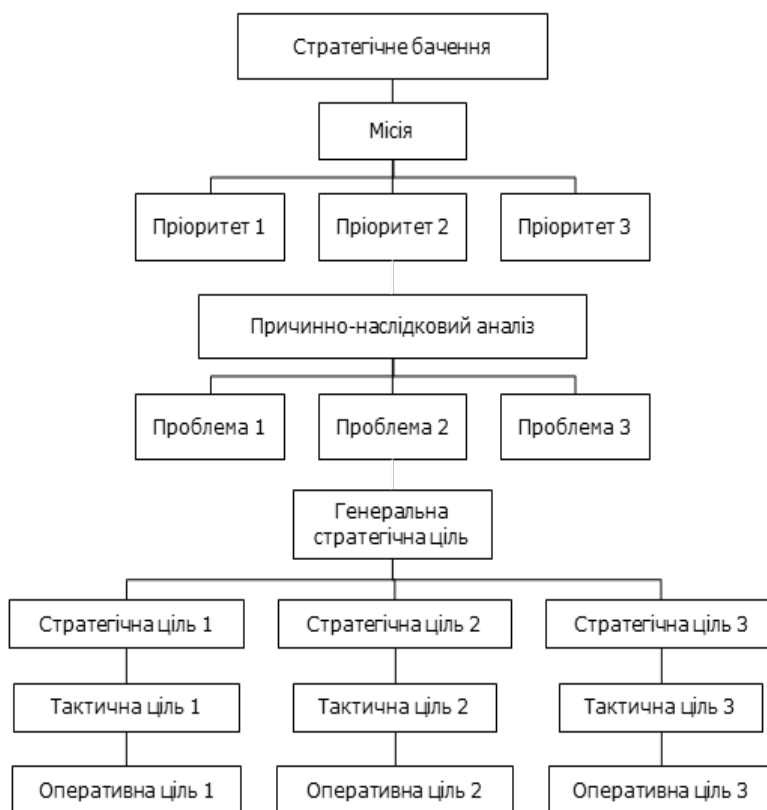 Стратегічне бачення
Місія
Пріоритет 1
Пріоритет 2
Пріоритет 3
Причинно-наслідковий аналіз
Проблема 1
Проблема 2
Проблема 3
Генеральна
стратегічна ціль
Стратегічна ціль 1
Стратегічна ціль 2
Стратегічна ціль 3
Тактична ціль 1
Тактична ціль 2
Тактична ціль 3
Оперативна ціль 1
Оперативна ціль 2
Оперативна ціль 3